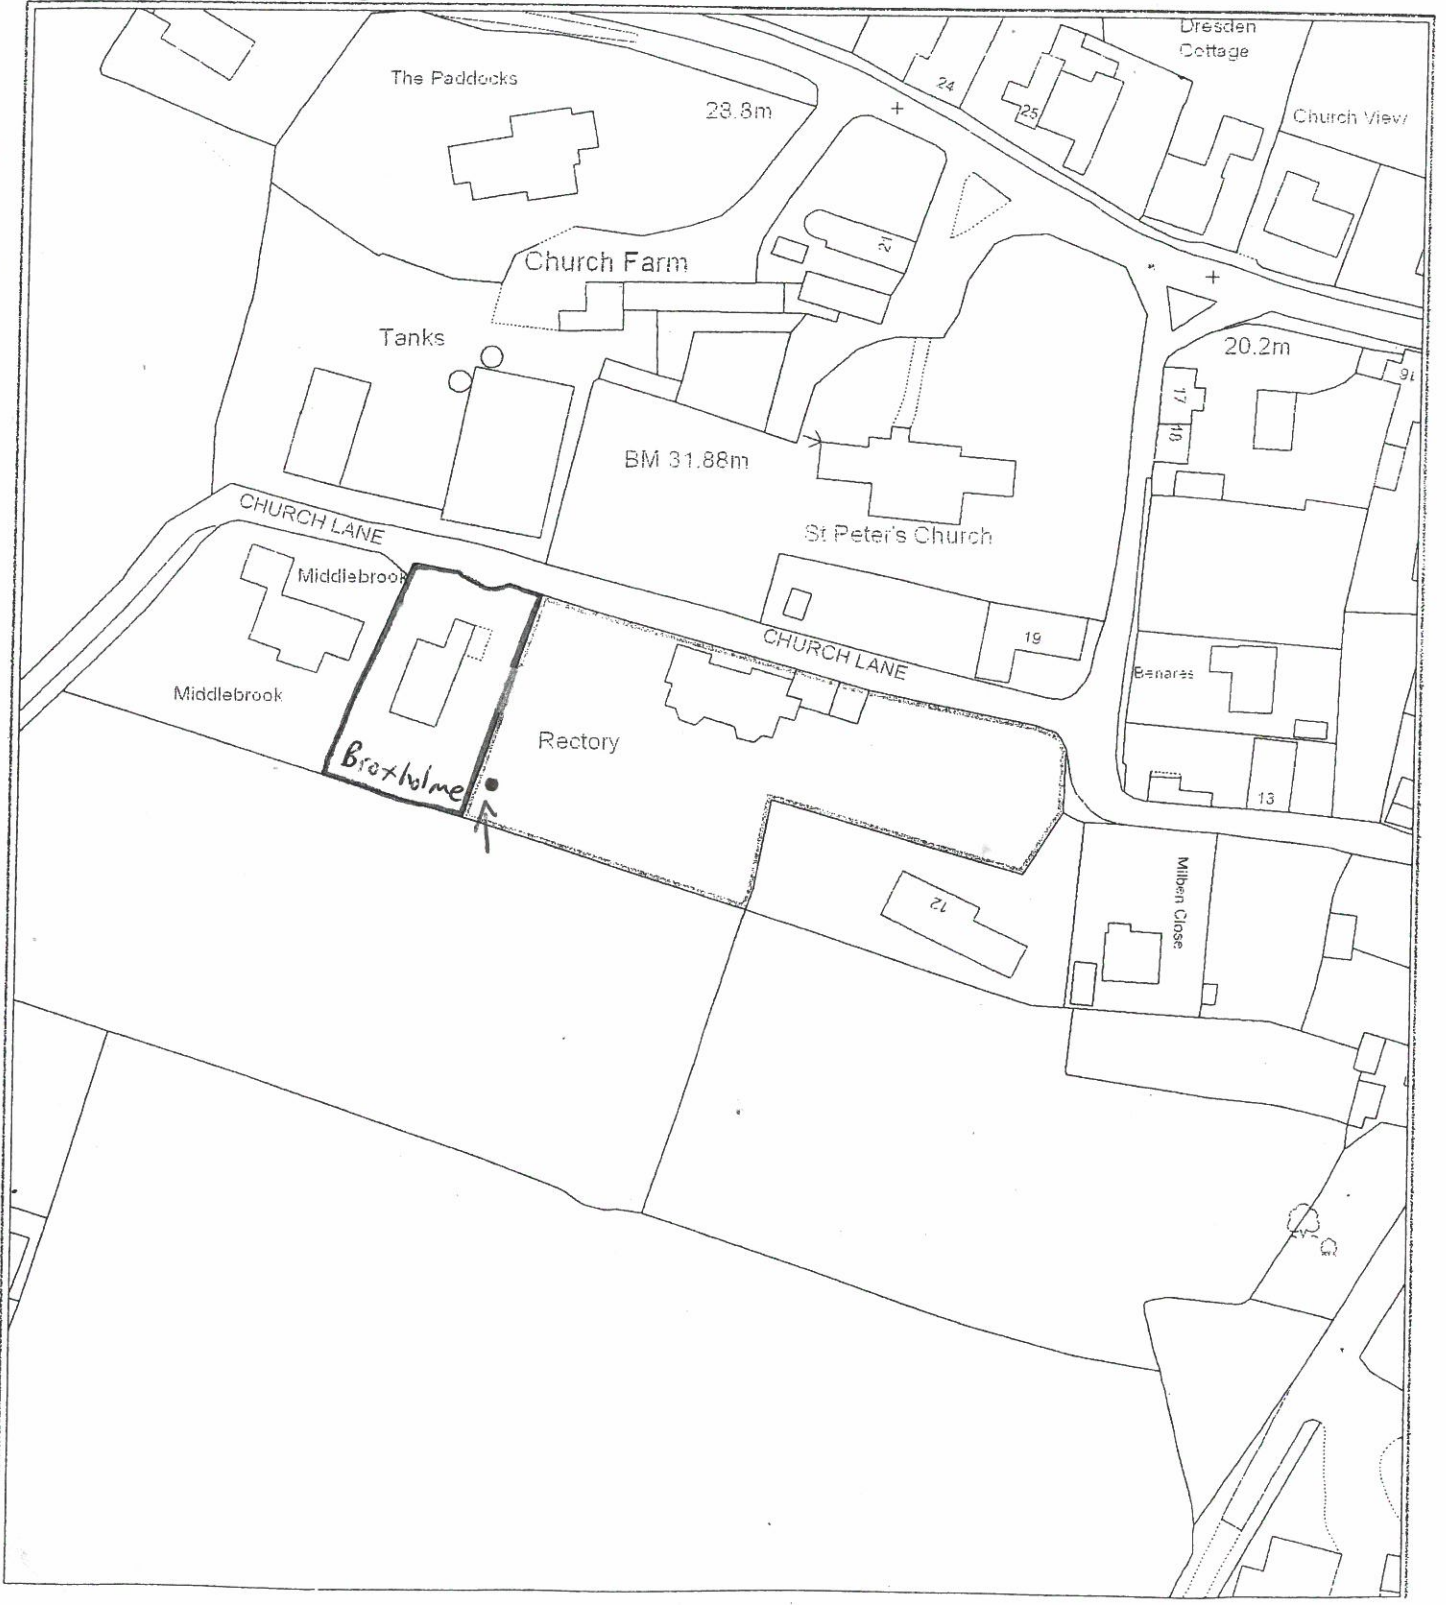 Dresden
Cottage
The Paddocks
24
28.8m
25
Church View
21
Church Farm
Tanks
20.2m
16
17
18
BM 31.88m
CHURCH LANE
St Peter's Church
Middlebrook
19
CHURCH LANE
Benares
Middlebrook
Rectory
Broxholme
13
12
Milben Close